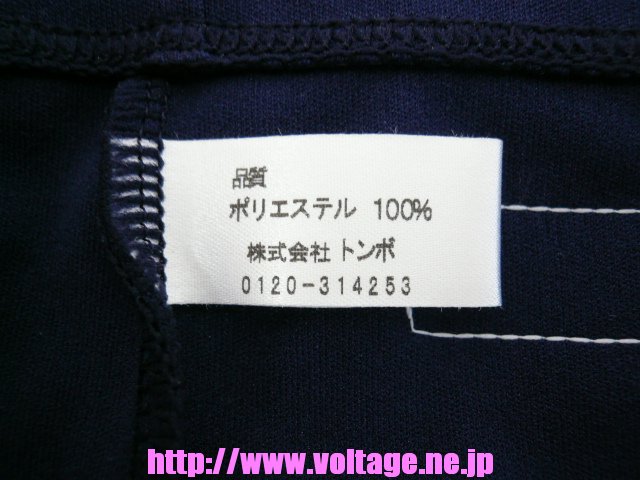 品質
ポリエステル 100%
株式会社 トンボ
0120-314253
http://www.voltage.ne.jp